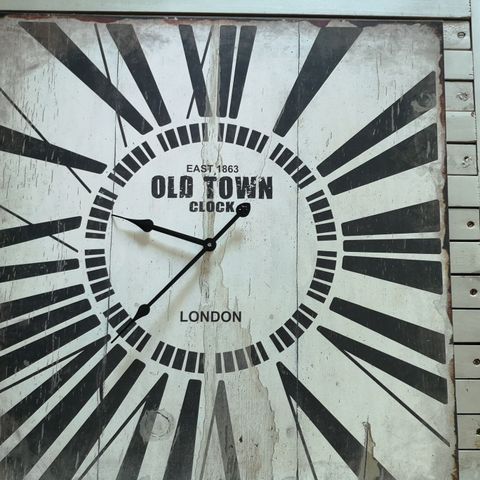 EAST 1863
OLD TOWN
CLOCK
LONDON